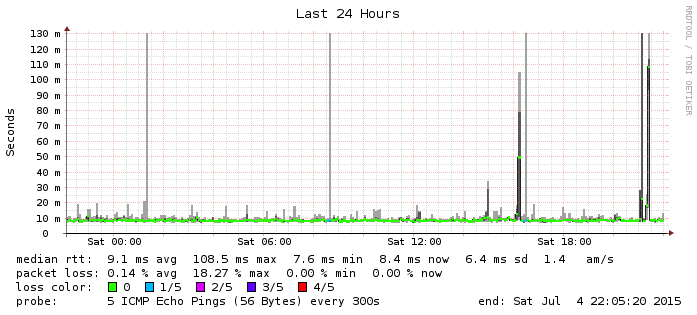 Last 24 Hours
RRDTOOL / TOBI OETIKER
Seconds
130 m
120 m
110 m
100 m
90 m
80 m
70 m
60 m
50 m
40 m
30 m
20 m
10 m
0
Sat 00:00 Sat 06:00 Sat 12:00 Sat 18:00
median rtt: 9.1 ms avg 108.5 ms max 7.6 ms min 8.4 ms now 6.4 ms sd 1.4 am/s
packet loss: 0.14 % avg 18.27 % max 0.00 % min 0.00 % now
loss color: 0 1/5 2/5 3/5 4/5
probe: 5 ICMP Echo Pings (56 Bytes) every 300s end: Sat Jul 4 22:05:20 2015